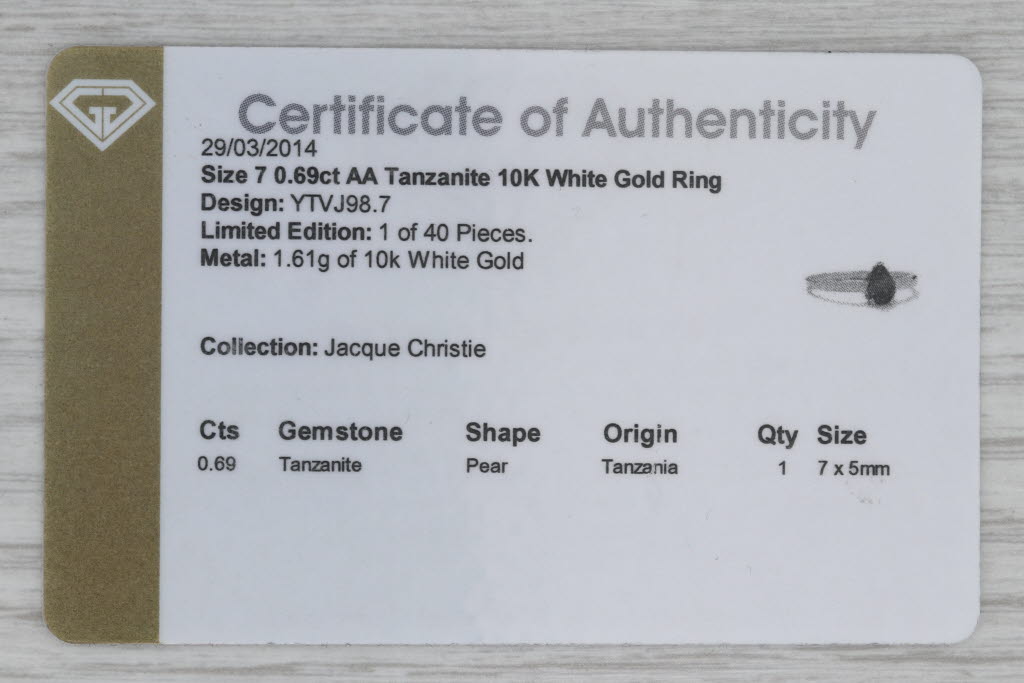 GG
Certificate of Authenticity
29/03/2014
Size 7 0.69ct AA Tanzanite 10K White Gold Ring
Design: YTVJ98.7
Limited Edition: 1 of 40 Pieces.
Metal: 1.61g of 10k White Gold
Collection: Jacque Christie
Cts Gemstone Shape Origin Qty Size
0.69 Tanzanite Pear Tanzania 1 7 x 5mm